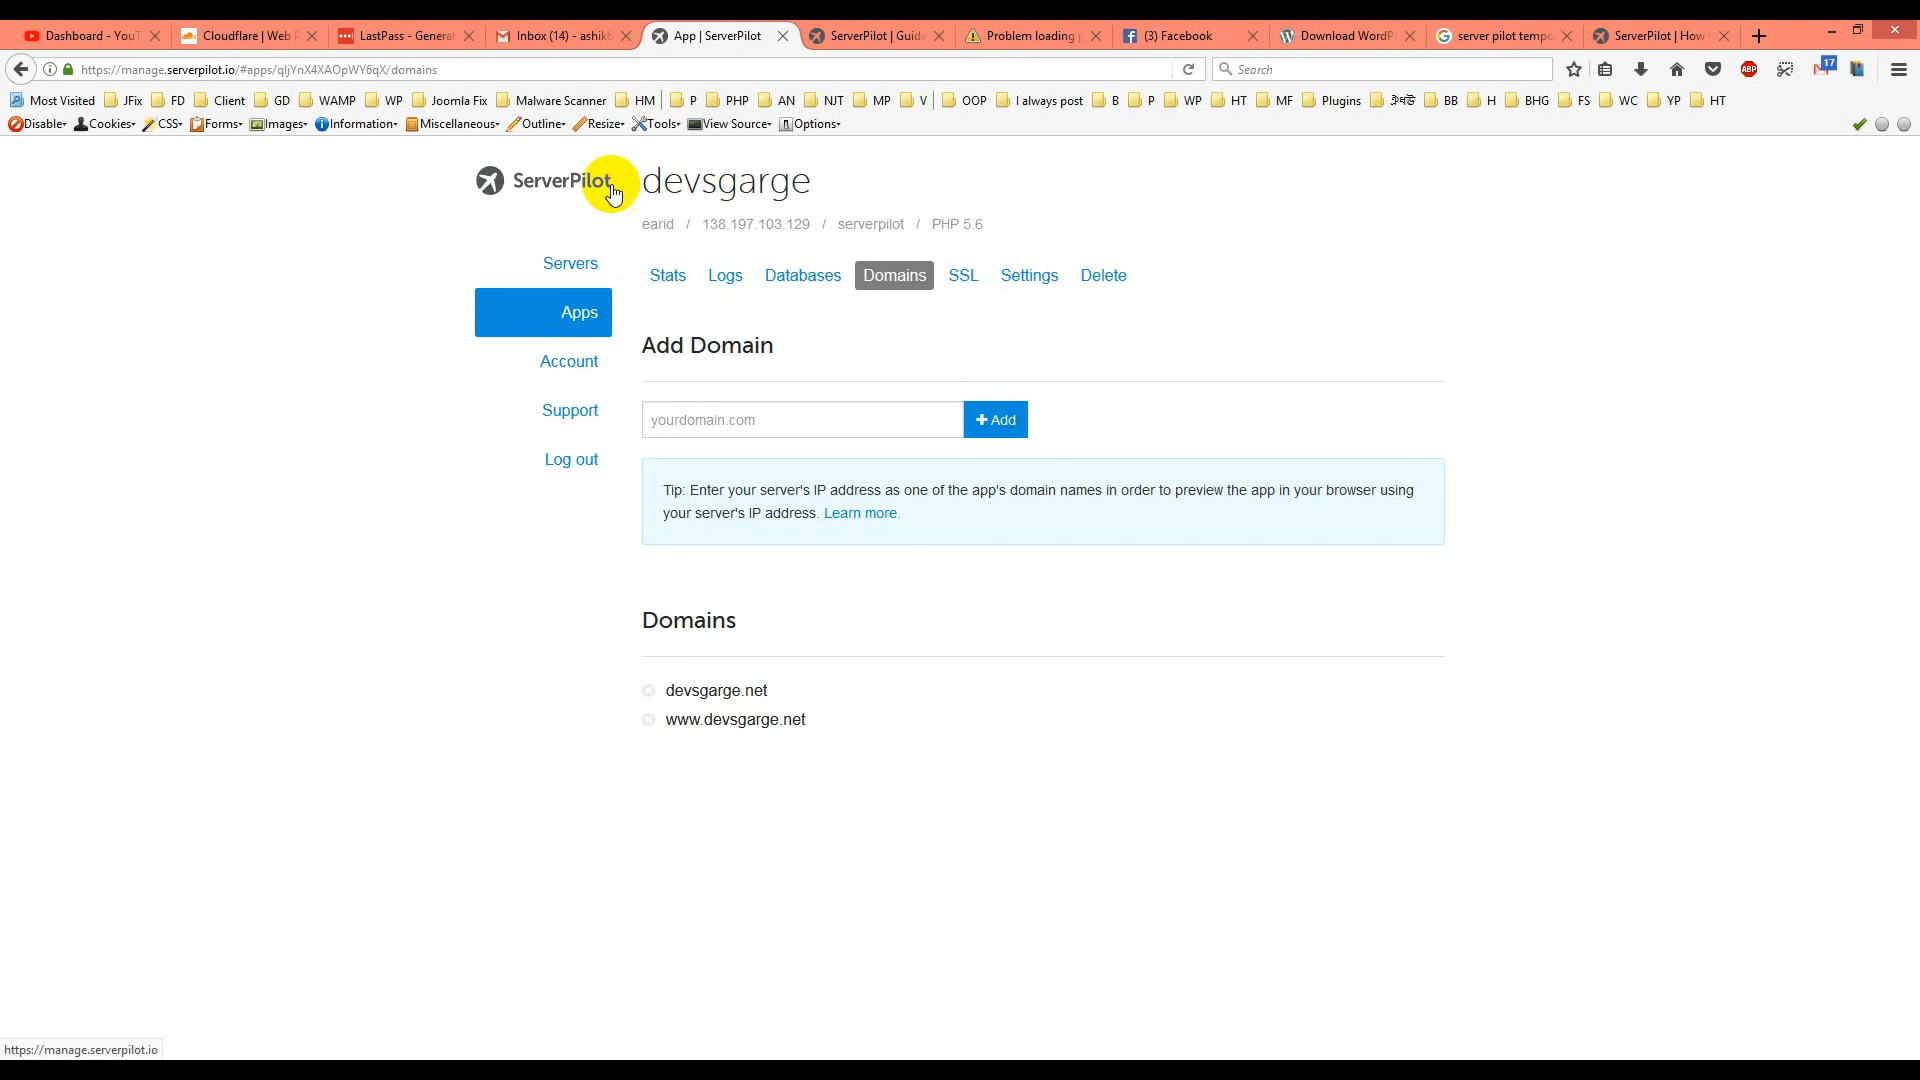 Dashboard - YouT
Cloudflare | Web P
LastPass - Generat
Inbox (14) - ashik6
App | ServerPilot
ServerPilot | Guide
Problem loading p
(3) Facebook
Download WordPr
server pilot tempo
ServerPilot | How t
https://manage.serverpilot.io/#apps/qljYnX4XAOpWY6qX/domains
Search
17
Most Visited JFix FD Client GD WAMP WP Joomla Fix Malware Scanner HM P PHP AN NJT MP V OOP I always post B P WP HT MF Plugins BB H BHG FS WC YP HT
Disable Cookies CSS Forms Images Information Miscellaneous Outline Resize Tools View Source Options
ServerPilot
devsgarge
earid / 138.197.103.129 / serverpilot / PHP 5.6
Servers
Apps
Account
Support
Log out
Stats Logs Databases Domains SSL Settings Delete
Add Domain
yourdomain.com
Add
Tip: Enter your server's IP address as one of the app's domain names in order to preview the app in your browser using
your server's IP address. Learn more.
Domains
devsgarge.net
www.devsgarge.net
https://manage.serverpilot.io